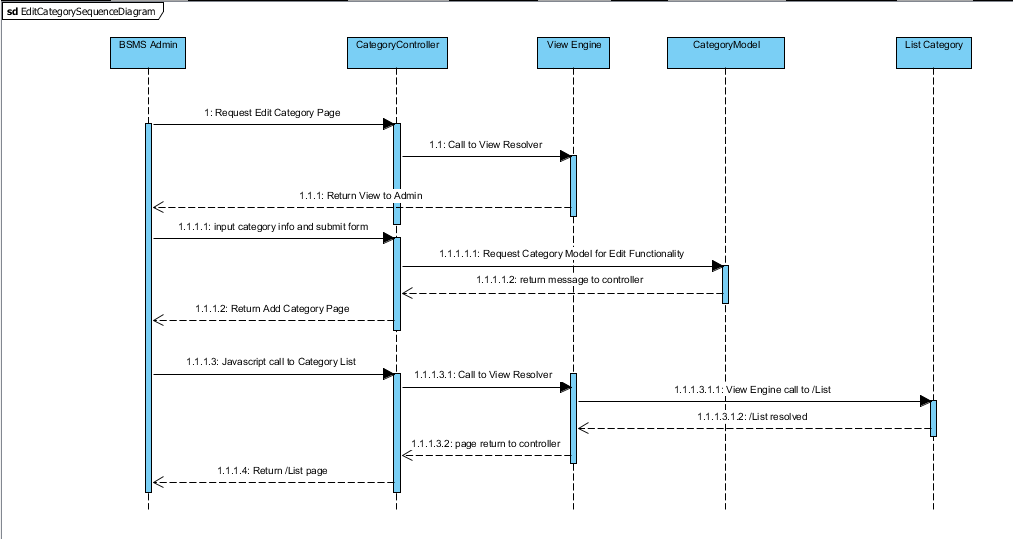 sd EditCategorySequenceDiagram
BSMS Admin
CategoryController
View Engine
CategoryModel
List Category
1: Request Edit Category Page
1.1: Call to View Resolver
1.1.1: Return View to Admin
1.1.1.1: input category info and submit form
1.1.1.1.1: Request Category Model for Edit Functionality
1.1.1.1.2: return message to controller
1.1.1.2: Return Add Category Page
1.1.1.3: Javascript call to Category List
1.1.1.3.1: Call to View Resolver
1.1.1.3.1.1: View Engine call to /List
1.1.1.3.1.2: /List resolved
1.1.1.3.2: page return to controller
1.1.1.4: Return /List page